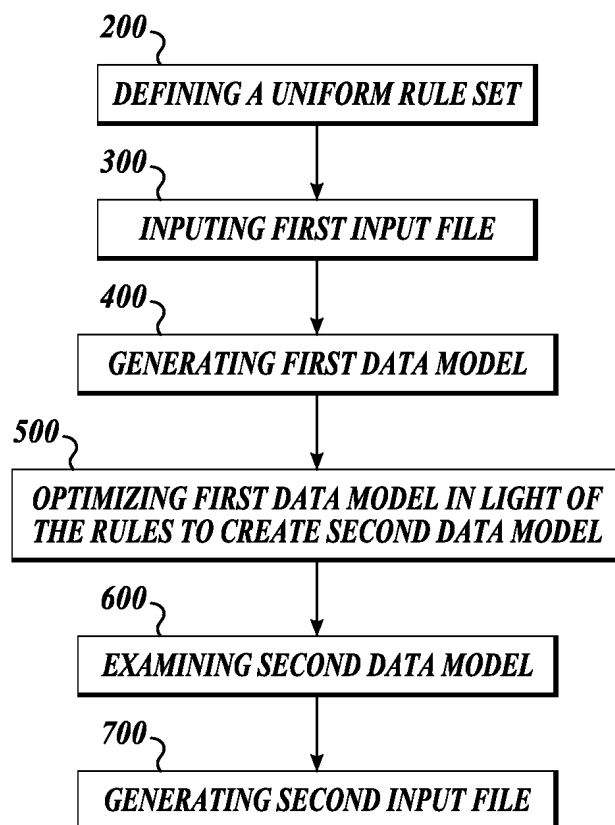 200
DEFINING A UNIFORM RULE SET
300
INPUTING FIRST INPUT FILE
400
GENERATING FIRST DATA MODEL
500
OPTIMIZING FIRST DATA MODEL IN LIGHT OF
THE RULES TO CREATE SECOND DATA MODEL
600
EXAMINING SECOND DATA MODEL
700
GENERATING SECOND INPUT FILE